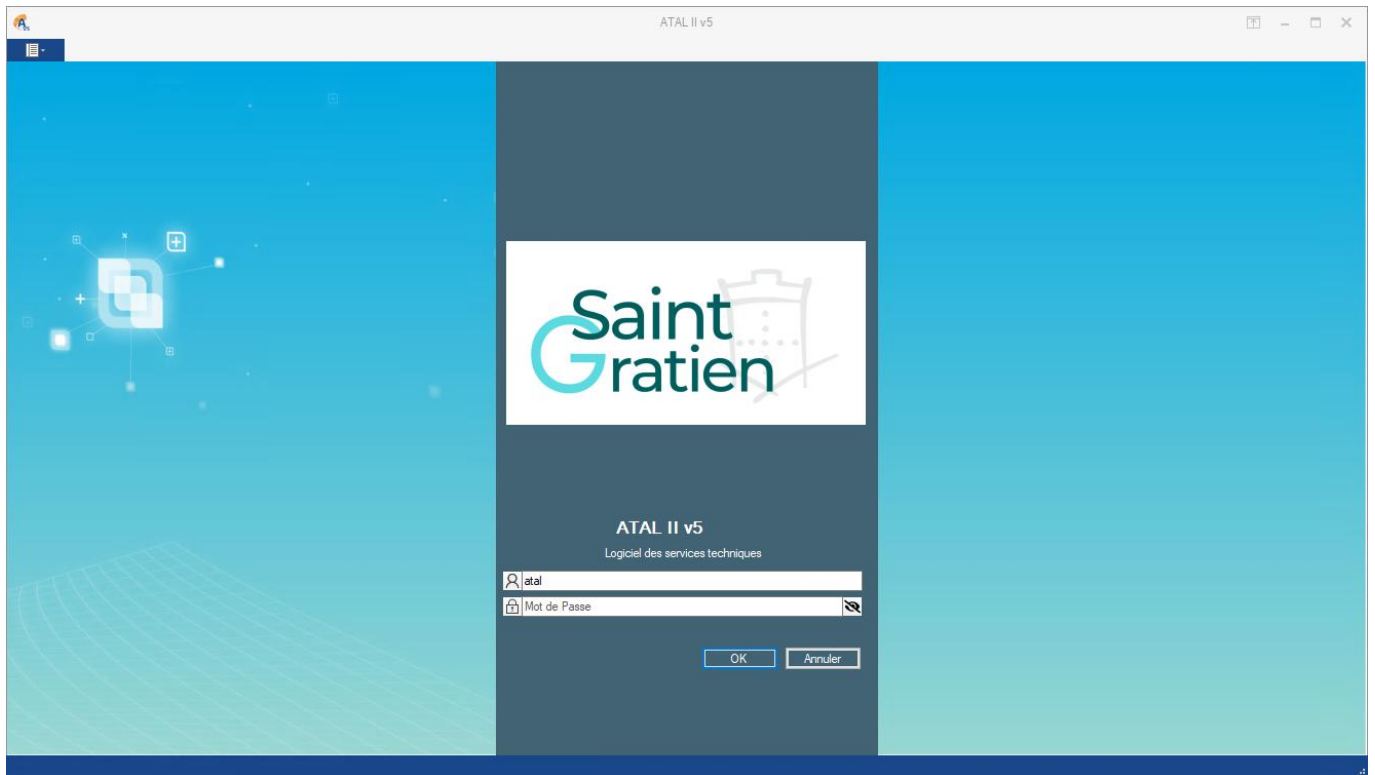 ATAL II v5
Saint
Gratien
ATAL II v5
Logiciel des services techniques
atal
Mot de Passe
OK
Annuler